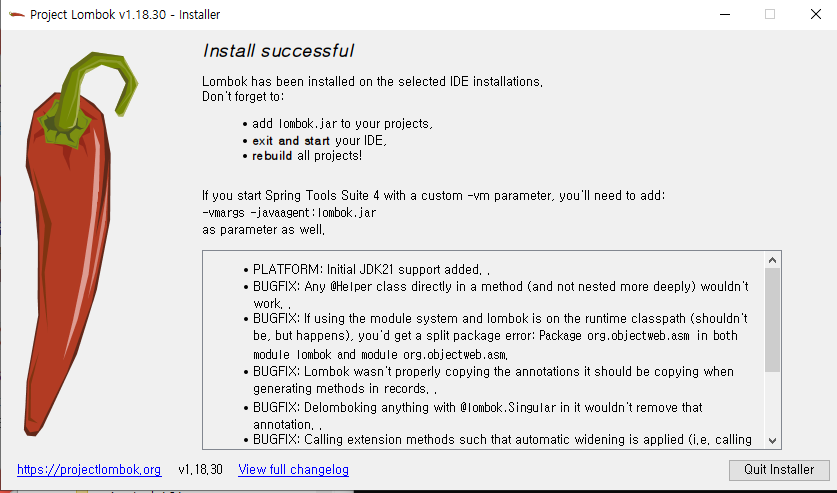 Project Lombok v1.18.30 - Installer
Install successful
Lombok has been installed on the selected IDE installations.
Don't forget to:
• add lombok.jar to your projects,
• exit and start your IDE,
• rebuild all projects!
If you start Spring Tools Suite 4 with a custom -vm parameter, you'll need to add:
-vmargs -javaagent:lombok.jar
as parameter as well.
• PLATFORM: Initial JDK21 support added. .
• BUGFIX: Any @Helper class directly in a method (and not nested more deeply) wouldn't
work. .
• BUGFIX: If using the module system and lombok is on the runtime classpath (shouldn't
be, but happens), you'd get a split package error: Package org.objectweb.asm in both
module lombok and module org.objectweb.asm.
• BUGFIX: Lombok wasn't properly copying the annotations it should be copying when
generating methods in records. .
• BUGFIX: Delomboking anything with @lombok.Singular in it wouldn't remove that
annotation. .
• BUGFIX: Calling extension methods such that automatic widening is applied (i.e. calling
https://projectlombok.org v1.18.30 View full changelog
Quit Installer